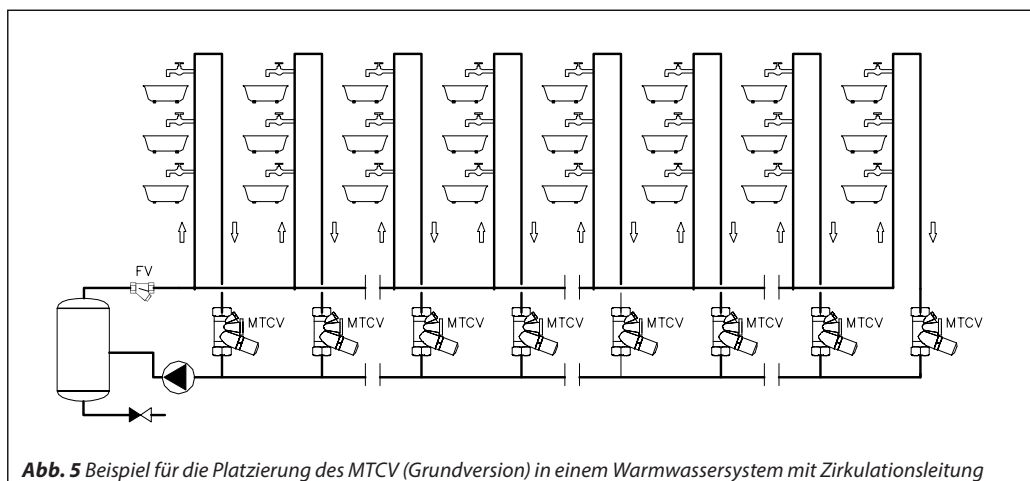 FV
MTCV MTCV MTCV MTCV MTCV MTCV MTCV MTCV
Abb. 5 Beispiel für die Platzierung des MTCV (Grundversion) in einem Warmwassersystem mit Zirkulationsleitung